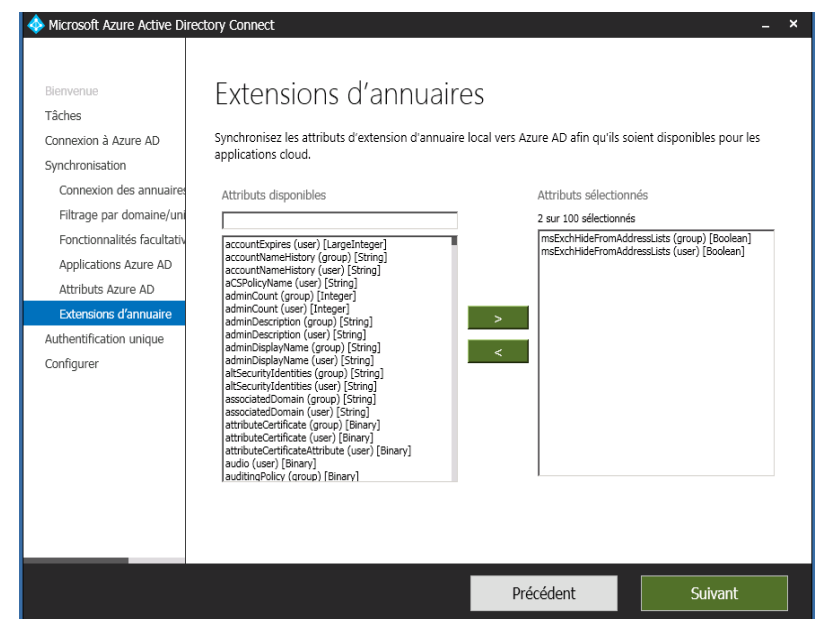 Microsoft Azure Active Directory Connect
Bienvenue
Tâches
Connexion à Azure AD
Synchronisation
Connexion des annuaires
Filtrage par domaine/uni
Fonctionnalités facultativ
Applications Azure AD
Attributs Azure AD
Extensions d'annuaire
Authentification unique
Configurer
Extensions d'annuaires
Synchronisez les attributs d'extension d'annuaire local vers Azure AD afin qu'ils soient disponibles pour les
applications cloud.
Attributs disponibles
accountExpires (user) [LargeInteger]
accountNameHistory (group) [String]
accountNameHistory (user) [String]
aCSPolicyName (user) [String]
adminCount (group) [Integer]
adminCount (user) [Integer]
adminDescription (group) [String]
adminDescription (user) [String]
adminDisplayName (group) [String]
adminDisplayName (user) [String]
altSecurityIdentities (group) [String]
altSecurityIdentities (user) [String]
associatedDomain (group) [String]
associatedDomain (user) [String]
attributeCertificate (group) [Binary]
attributeCertificate (user) [Binary]
attributeCertificateAttribute (user) [Binary]
audio (user) [Binary]
auditingPolicy (group) [Binary]
>
<
Attributs sélectionnés
2 sur 100 sélectionnés
msExchHideFromAddressLists (group) [Boolean]
msExchHideFromAddressLists (user) [Boolean]
Précédent
Suivant